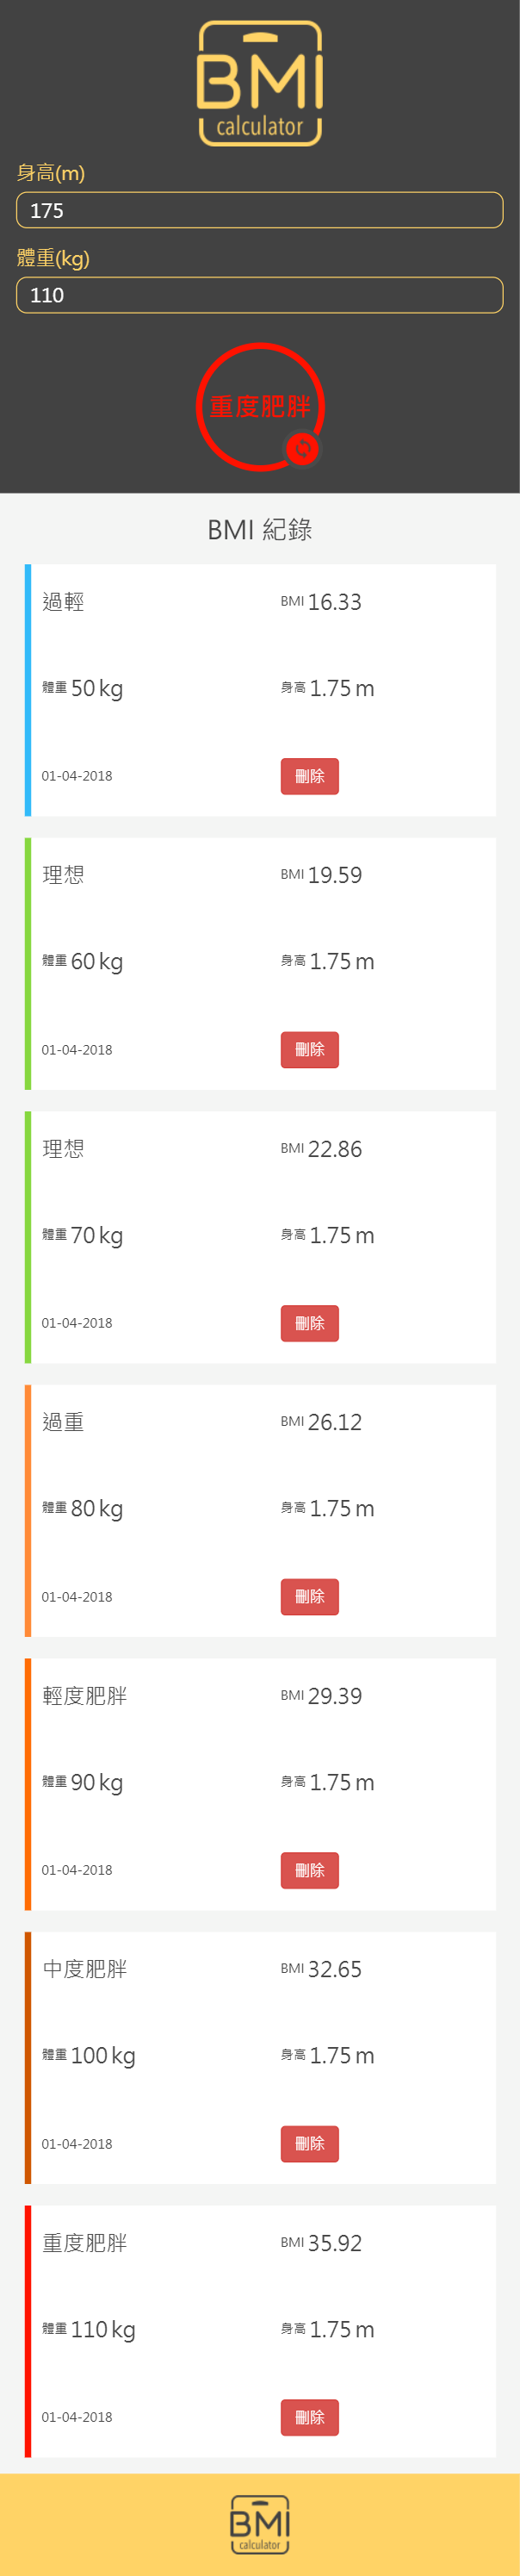 BMI
calculator
身高(m)
175
體重(kg)
110
重度肥胖
BMI 紀錄
過輕 BMI 16.33
體重 50 kg 身高 1.75 m
01-04-2018 刪除
理想 BMI 19.59
體重 60 kg 身高 1.75 m
01-04-2018 刪除
理想 BMI 22.86
體重 70 kg 身高 1.75 m
01-04-2018 刪除
過重 BMI 26.12
體重 80 kg 身高 1.75 m
01-04-2018 刪除
輕度肥胖 BMI 29.39
體重 90 kg 身高 1.75 m
01-04-2018 刪除
中度肥胖 BMI 32.65
體重 100 kg 身高 1.75 m
01-04-2018 刪除
重度肥胖 BMI 35.92
體重 110 kg 身高 1.75 m
01-04-2018 刪除
BMI
calculator